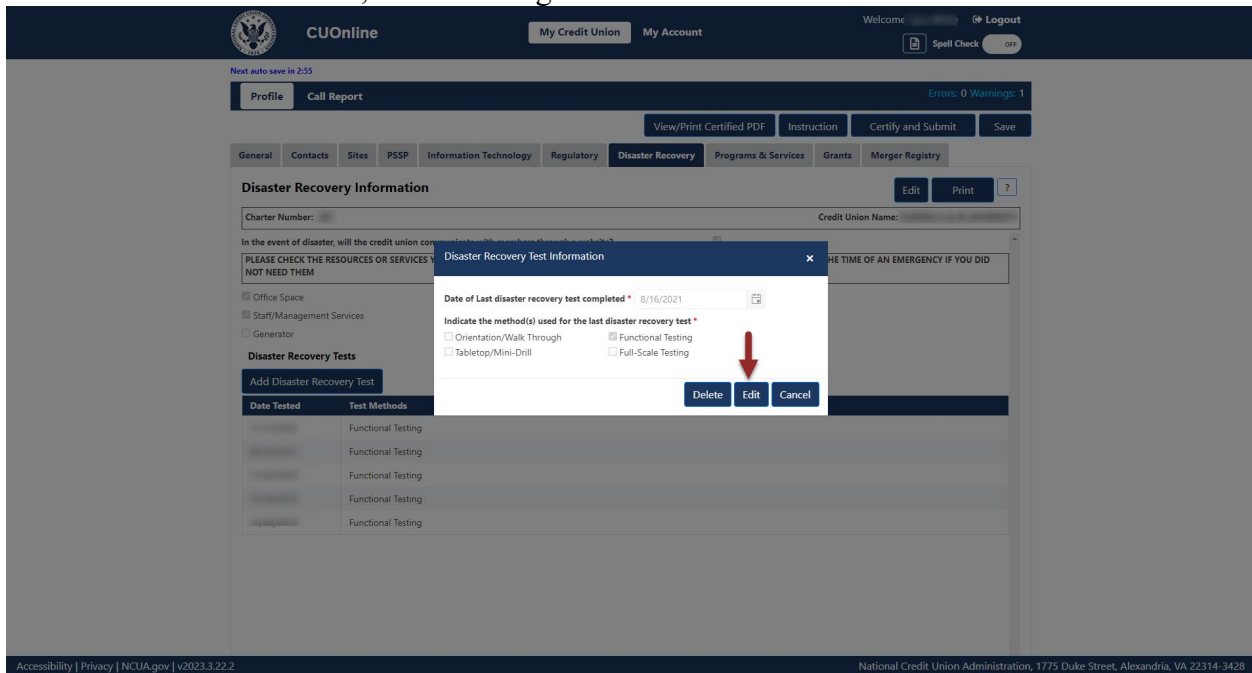 CUOnline My Credit Union My Account Welcome Logout
Spell Check OFF
Next auto save in 2:55
Profile Call Report Errors: 0 Warnings: 1
View/Print Certified PDF Instruction Certify and Submit Save
General Contacts Sites PSSP Information Technology Regulatory Disaster Recovery Programs & Services Grants Merger Registry
Disaster Recovery Information Edit Print ?
Charter Number: Credit Union Name:
In the event of disaster, will the credit union
PLEASE CHECK THE RESOURCES OR SERVICES THE TIME OF AN EMERGENCY IF YOU DID
NOT NEED THEM
Office Space
Staff/Management Services
Generator
Disaster Recovery Test Information ×
Date of Last disaster recovery test completed * 8/16/2021
Indicate the method(s) used for the last disaster recovery test *
Orientation/Walk Through Functional Testing
Tabletop/Mini-Drill Full-Scale Testing
Delete Edit Cancel
Disaster Recovery Tests
Add Disaster Recovery Test
Date Tested Test Methods
Functional Testing
Functional Testing
Functional Testing
Functional Testing
Functional Testing
Accessibility | Privacy | NCUA.gov | v2023.3.22.2 National Credit Union Administration, 1775 Duke Street, Alexandria, VA 22314-3428